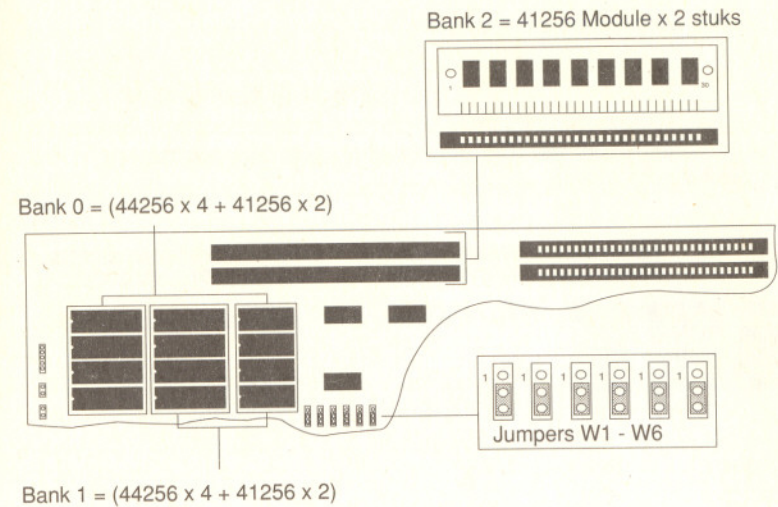 Bank 2 = 41256 Module x 2 stuks
1
30
Bank 0 = (44256 x 4 + 41256 x 2)
1 1 1 1 1 1
Jumpers W1 - W6
Bank 1 = (44256 x 4 + 41256 x 2)